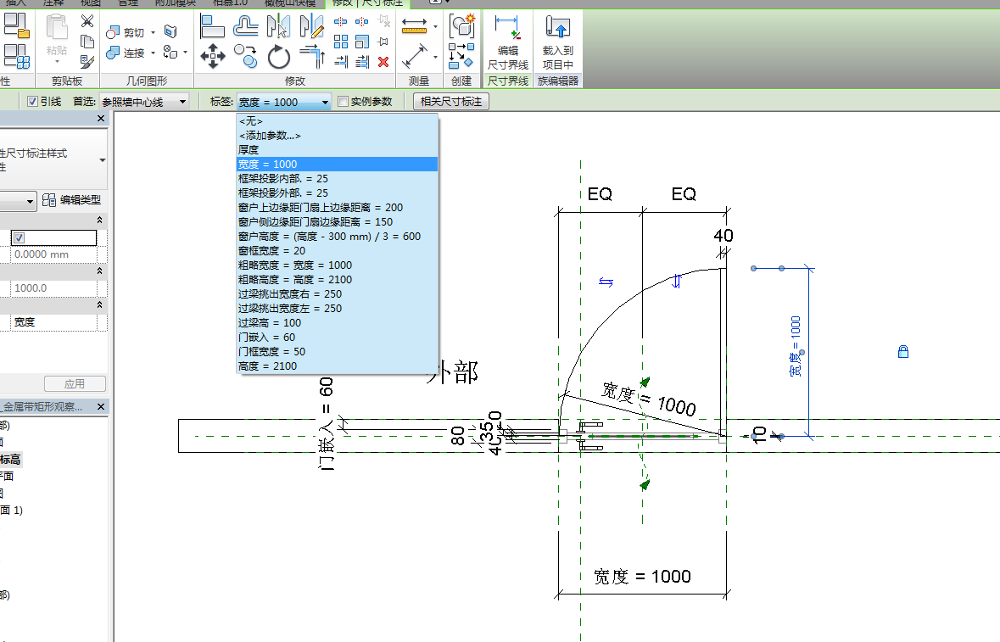 插入 注释 视图 管理 附加模块 柏慕1.0 橄榄山快模 修改 | 尺寸标注
剪切
粘贴
连接
编辑
尺寸界线
载入到
项目中
性 剪贴板 几何图形 修改 测量 创建 尺寸界线 族编辑器
引线 首选: 参照墙中心线 标签: 宽度 = 1000 实例参数 相关尺寸标注
<无>
<添加参数...>
厚度
宽度 = 1000
框架投影内部. = 25
框架投影外部. = 25
窗户上边缘距门扇上边缘距离 = 200
窗户侧边缘距门扇边缘距离 = 150
窗户高度 = (高度 - 300 mm) / 3 = 600
窗框宽度 = 20
粗略宽度 = 宽度 = 1000
粗略高度 = 高度 = 2100
过梁挑出宽度右 = 250
过梁挑出宽度左 = 250
过梁高 = 100
门嵌入 = 60
门框宽度 = 50
高度 = 2100
性尺寸标注样式
性
编辑类型
0.0000 mm
1000.0
宽度
应用
_金属带矩形观察...
部)
面
标高
平面
图
面 1)
部)
EQ EQ
40
宽度 = 1000
外部
宽度 = 1000
门嵌入 = 60
80
35
40
10
宽度 = 1000